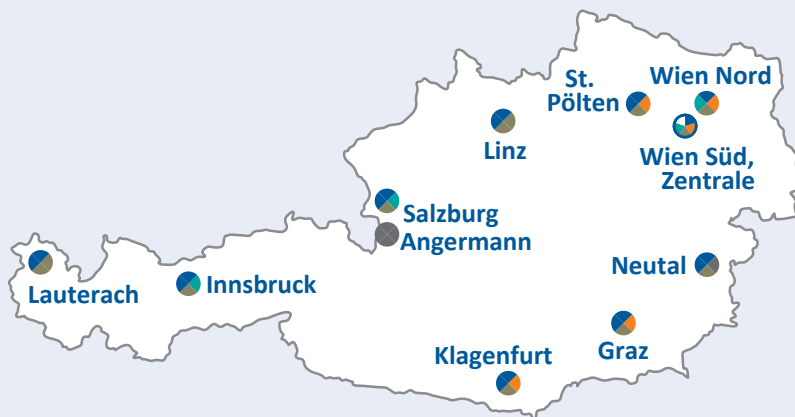 St.
Pölten
Wien Nord
Linz
Wien Süd,
Zentrale
Salzburg
Angermann
Lauterach
Innsbruck
Neutal
Klagenfurt
Graz